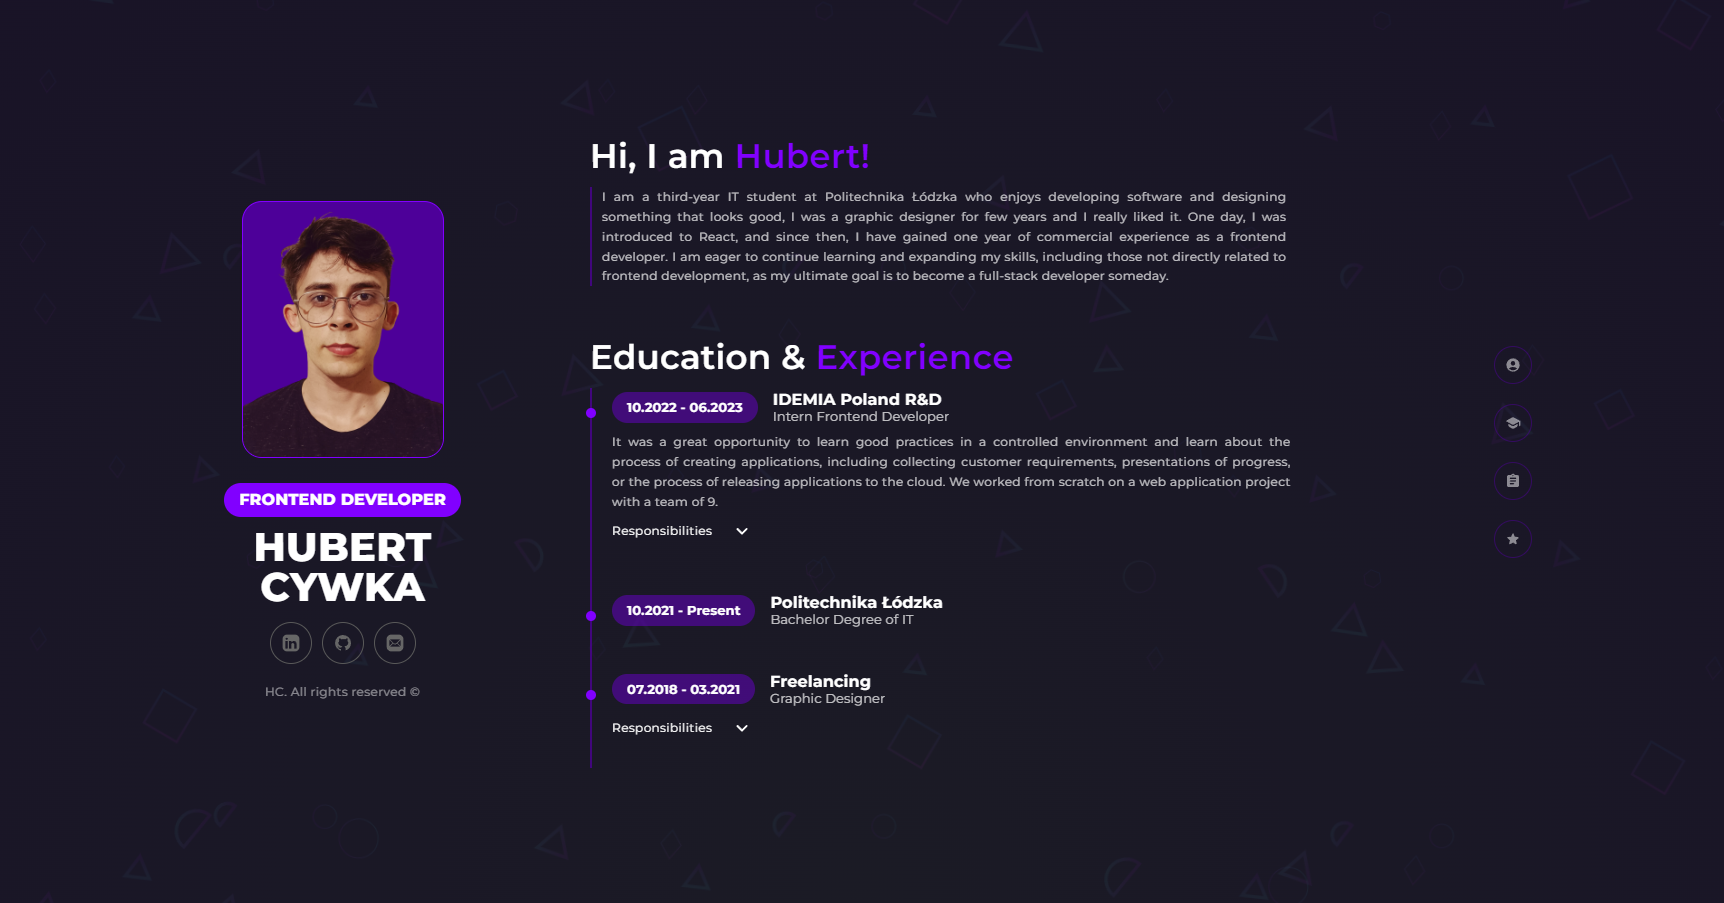 FRONTEND DEVELOPER
HUBERT
CYWKA
HC. All rights reserved ©
Hi, I am Hubert!
I am a third-year IT student at Politechnika Łódzka who enjoys developing software and designing
something that looks good, I was a graphic designer for few years and I really liked it. One day, I was
introduced to React, and since then, I have gained one year of commercial experience as a frontend
developer. I am eager to continue learning and expanding my skills, including those not directly related to
frontend development, as my ultimate goal is to become a full-stack developer someday.
Education & Experience
10.2022 - 06.2023
IDEMIA Poland R&D
Intern Frontend Developer
It was a great opportunity to learn good practices in a controlled environment and learn about the
process of creating applications, including collecting customer requirements, presentations of progress,
or the process of releasing applications to the cloud. We worked from scratch on a web application project
with a team of 9.
Responsibilities
10.2021 - Present
Politechnika Łódzka
Bachelor Degree of IT
07.2018 - 03.2021
Freelancing
Graphic Designer
Responsibilities